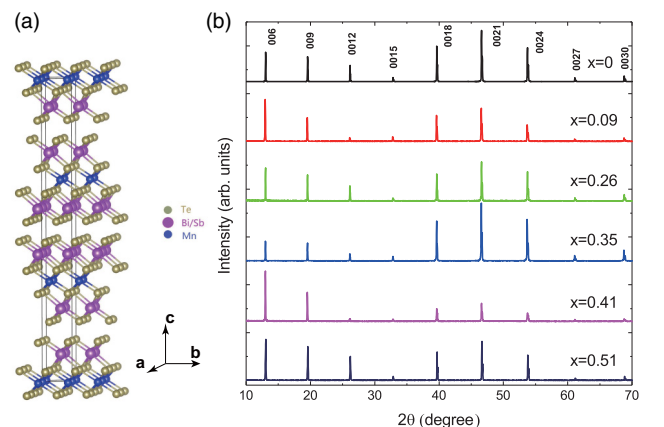 (a)
Te
Bi/Sb
Mn
c
a
b
(b)
Intensity (arb. units)
006
009
0012
0015
0018
0021
0024
0027
0030
x=0
x=0.09
x=0.26
x=0.35
x=0.41
x=0.51
10 20 30 40 50 60 70
2θ (degree)